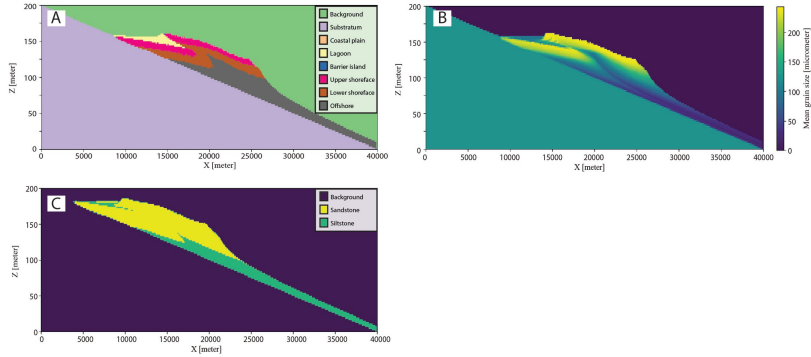 A
200
150
100
50
0
Z [meter]
0 5000 10000 15000 20000 25000 30000 35000 40000
X [meter]
Background
Substratum
Coastal plain
Lagoon
Barrier island
Upper shoreface
Lower shoreface
Offshore
B
200
150
100
50
0
Z [meter]
0 5000 10000 15000 20000 25000 30000 35000 40000
X [meter]
200
150
100
50
0
Mean grain size [micrometer]
C
200
150
100
50
0
Z [meter]
0 5000 10000 15000 20000 25000 30000 35000 40000
X [meter]
Background
Sandstone
Siltstone